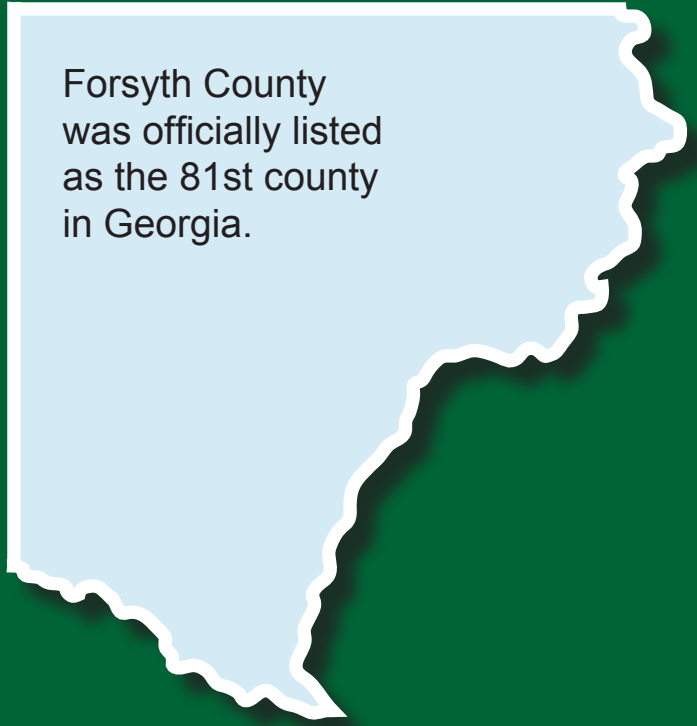 Forsyth County
was officially listed
as the 81st county
in Georgia.